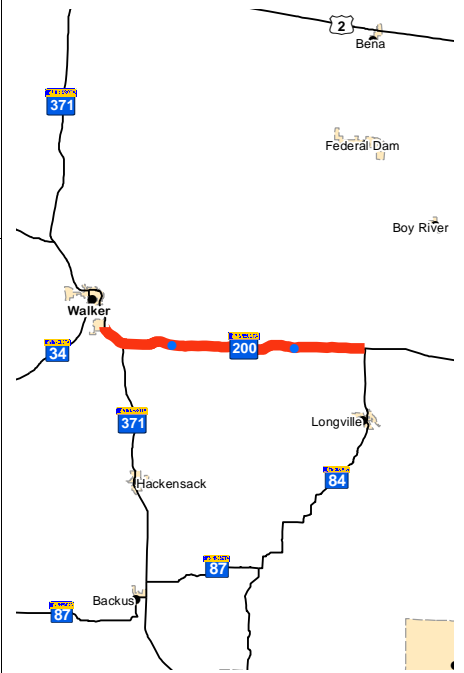 2
Bena
371
Federal Dam
Boy River
Walker
34
200
371
Longville
84
Hackensack
87
Backus
87